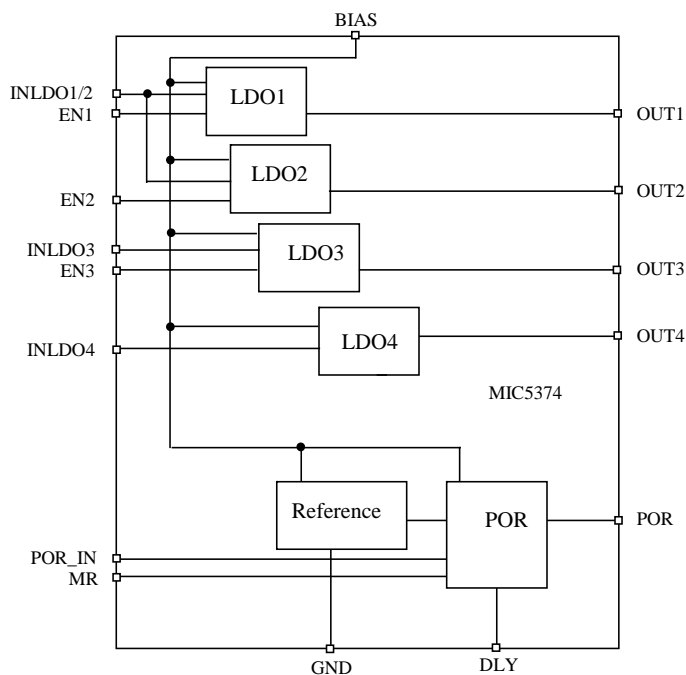 BIAS
INLDO1/2
LDO1
EN1
OUT1
LDO2
EN2
OUT2
INLDO3
LDO3
EN3
OUT3
INLDO4
LDO4
OUT4
MIC5374
Reference
POR
POR
POR_IN
MR
GND
DLY